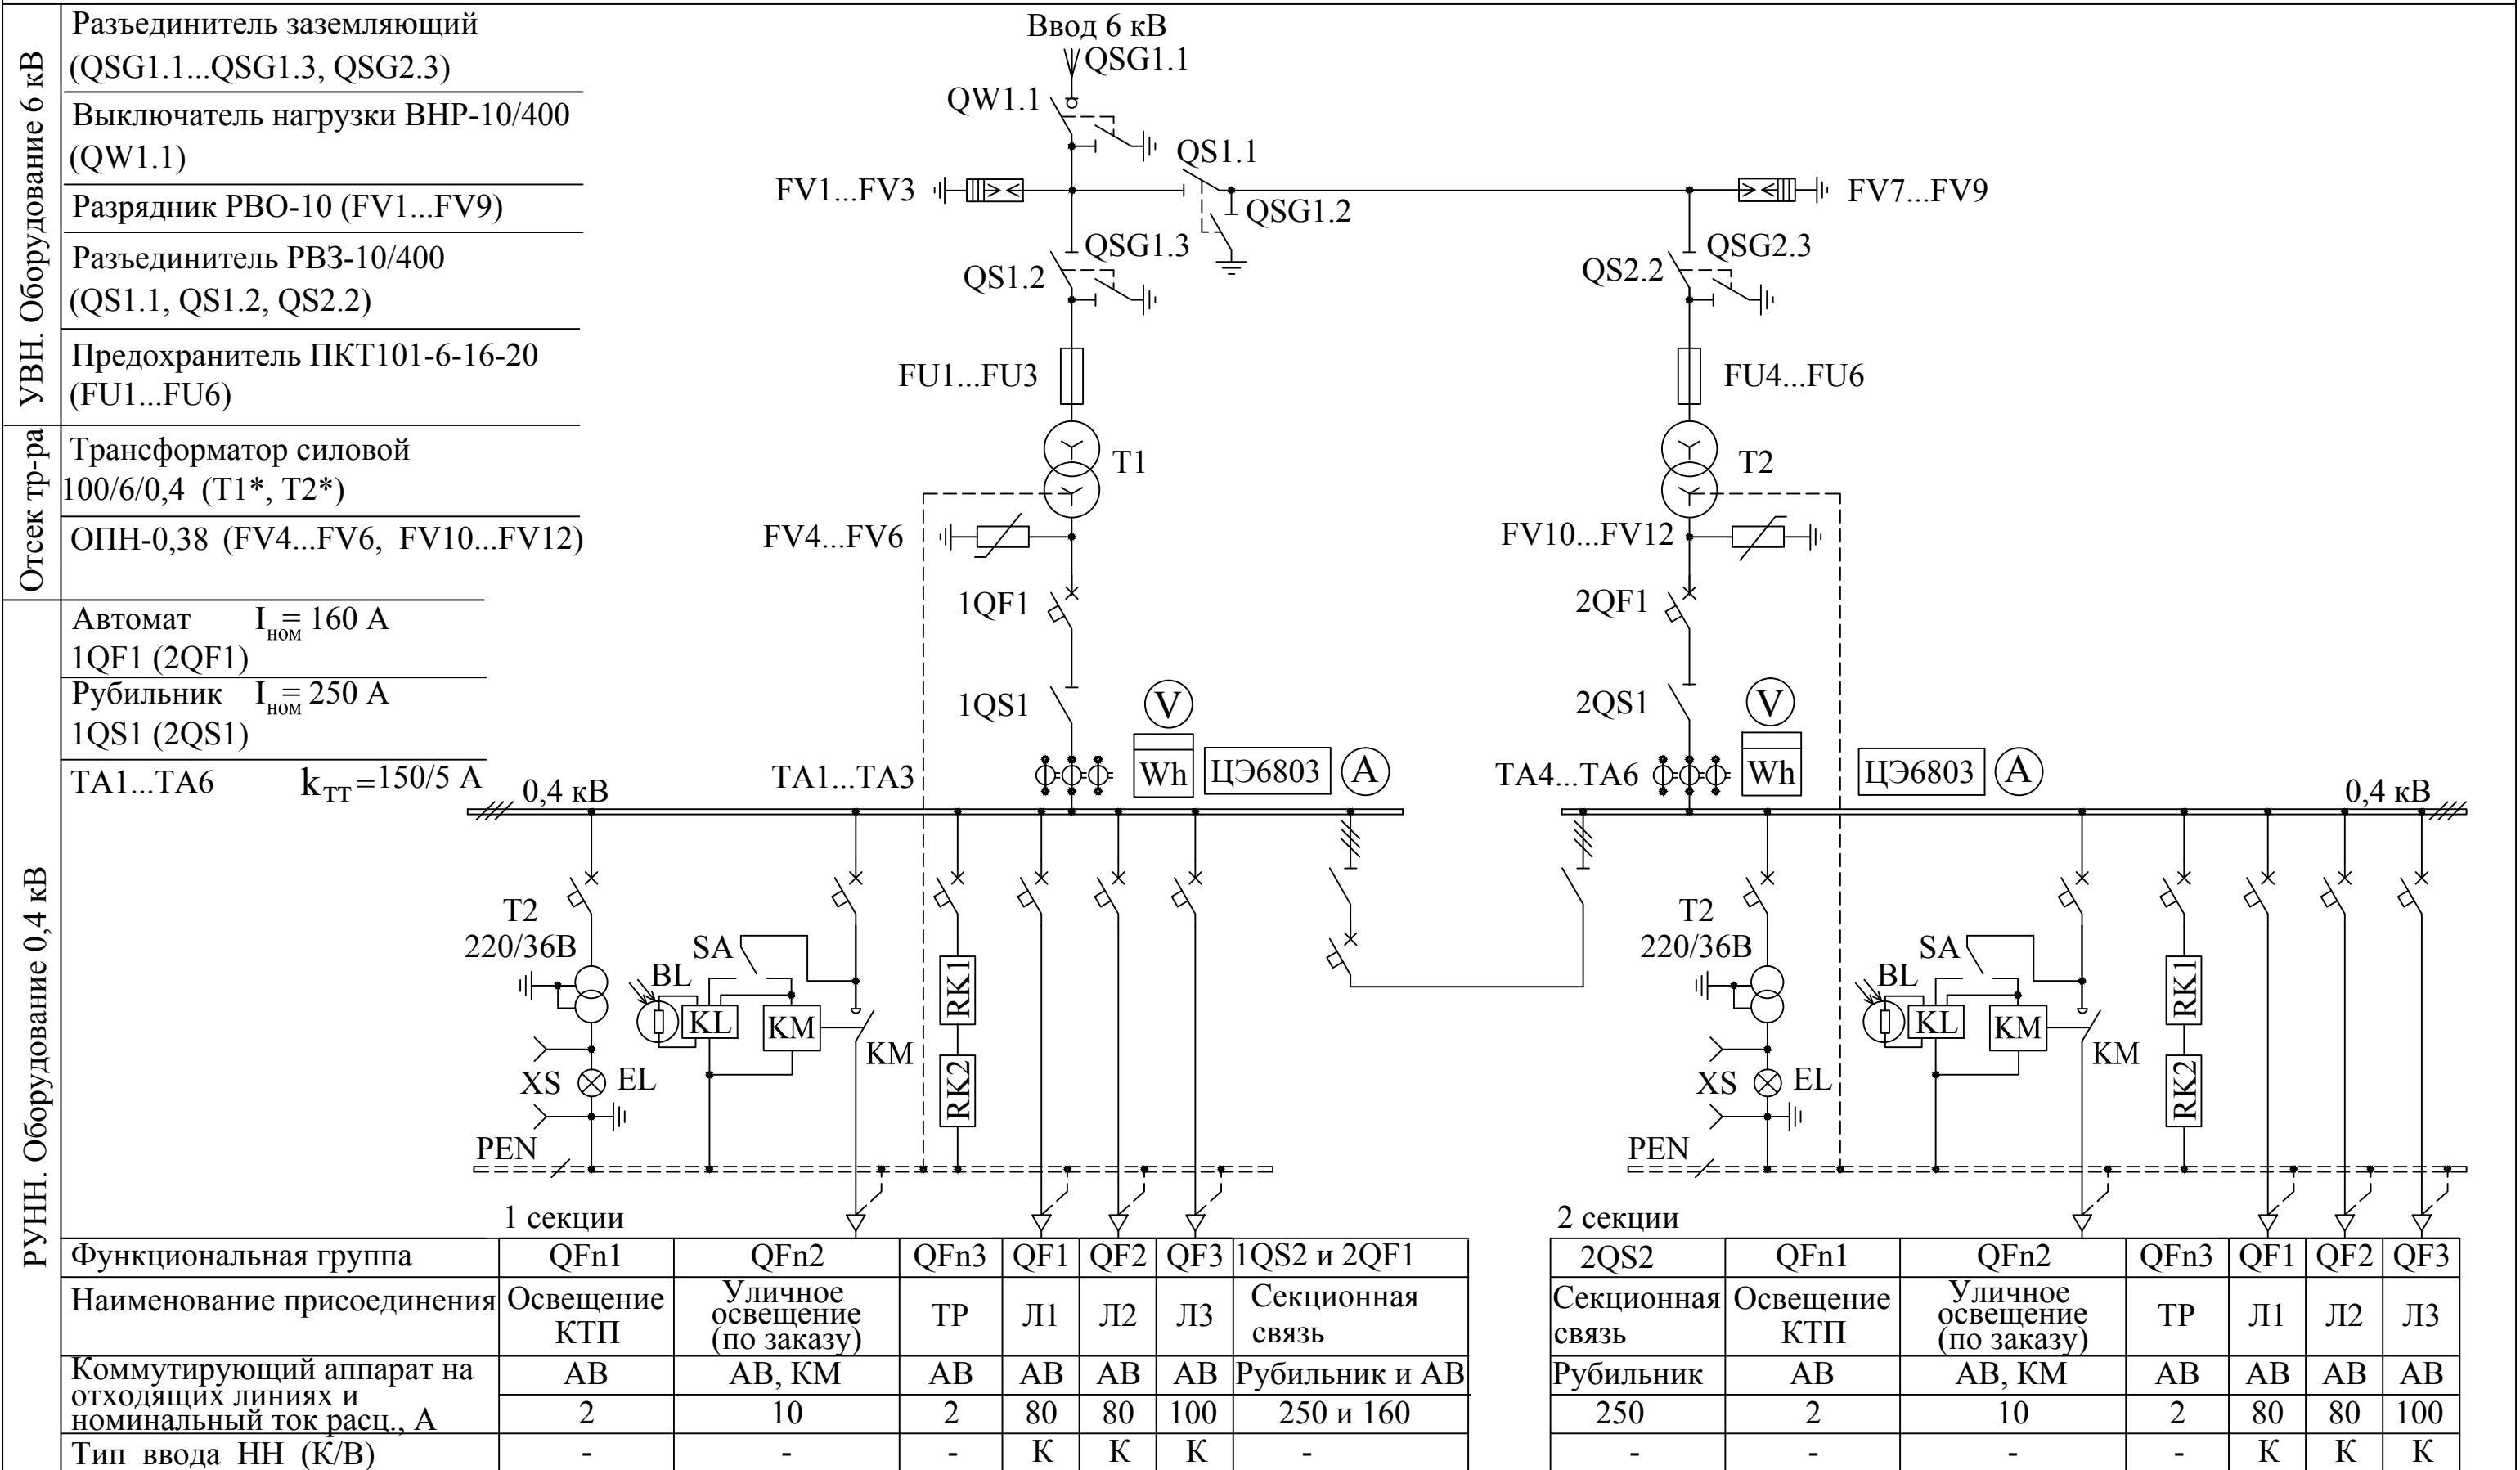 УВН. Оборудование 6 кВ
Разъединитель заземляющий
(QSG1.1...QSG1.3, QSG2.3)
Выключатель нагрузки ВНР-10/400
(QW1.1)
Разрядник РВО-10 (FV1...FV9)
Разъединитель РВЗ-10/400
(QS1.1, QS1.2, QS2.2)
Предохранитель ПКТ101-6-16-20
(FU1...FU6)
Отсек тр-ра
Трансформатор силовой
100/6/0,4 (Т1*, Т2*)
ОПН-0,38 (FV4...FV6, FV10...FV12)
РУНН. Оборудование 0,4 кВ
Автомат Iном = 160 А
1QF1 (2QF1)
Рубильник Iном = 250 А
1QS1 (2QS1)
ТА1...ТА6 kТТ = 150/5 А
Ввод 6 кВ
QSG1.1
QW1.1
QS1.1
FV1...FV3
FV7...FV9
QSG1.2
QSG1.3
QSG2.3
QS1.2
QS2.2
FU1...FU3
FU4...FU6
Т1
Т2
FV4...FV6
FV10...FV12
1QF1
2QF1
1QS1
V
2QS1
V
ТА1...ТА3
Wh
ЦЭ6803
А
ТА4...ТА6
Wh
ЦЭ6803
А
0,4 кВ
0,4 кВ
Т2
220/36В
SA
BL
KL
KM
KM
RK1
RK2
XS
EL
PEN
Т2
220/36В
SA
BL
KL
KM
KM
RK1
RK2
XS
EL
PEN
1 секции
2 секции
Функциональная группа QFn1 QFn2 QFn3 QF1 QF2 QF3 1QS2 и 2QF1 2QS2 QFn1 QFn2 QFn3 QF1 QF2 QF3
Наименование присоединения
Освещение
КТП
Уличное
освещение
(по заказу)
ТР
Л1
Л2
Л3
Секционная
связь
Секционная
связь
Освещение
КТП
Уличное
освещение
(по заказу)
ТР
Л1
Л2
Л3
Коммутирующий аппарат на
отходящих линиях и
номинальный ток расц., А
АВ АВ, КМ АВ АВ АВ АВ Рубильник и АВ Рубильник АВ АВ, КМ АВ АВ АВ АВ
2 10 2 80 80 100 250 и 160 250 2 10 2 80 80 100
Тип ввода НН (К/В) - - - К К К - - - - - К К К